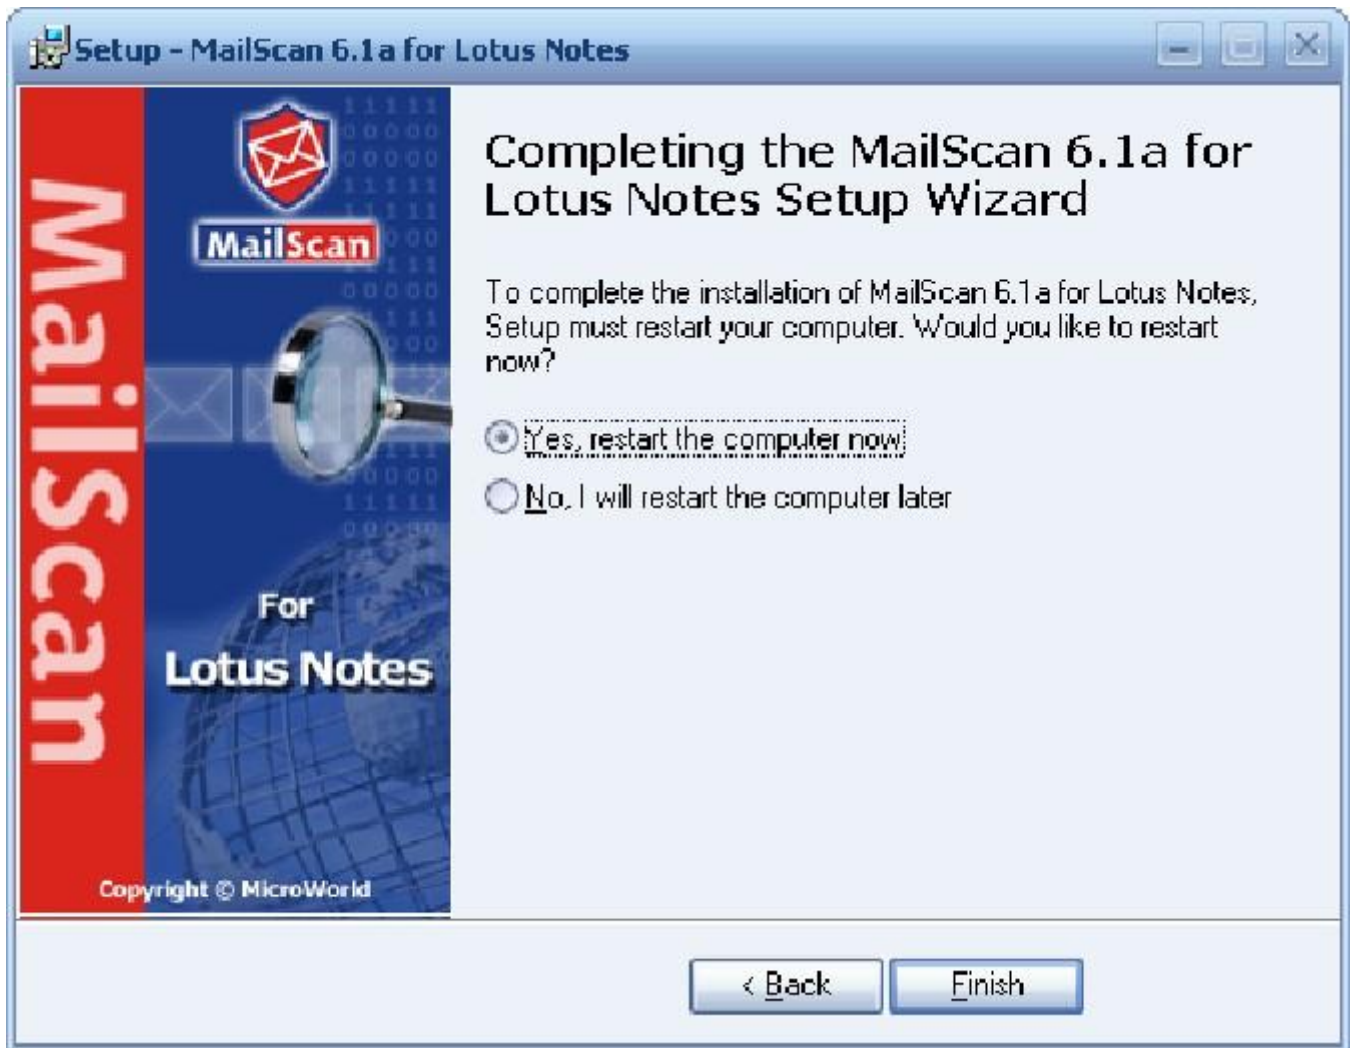 Setup - MailScan 6.1a for Lotus Notes
MailScan
MailScan
For
Lotus Notes
Copyright © MicroWorld
Completing the MailScan 6.1a for
Lotus Notes Setup Wizard
To complete the installation of MailScan 6.1a for Lotus Notes,
Setup must restart your computer. Would you like to restart
now?
Yes, restart the computer now
No, I will restart the computer later
< Back
Finish